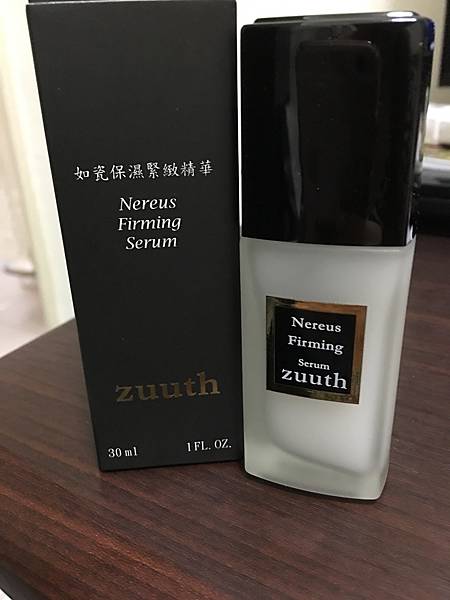 如瓷保濕緊緻精華
Nereus
Firming
Serum
zuuth
30 ml 1 FL. OZ.
Nereus
Firming
Serum
zuuth